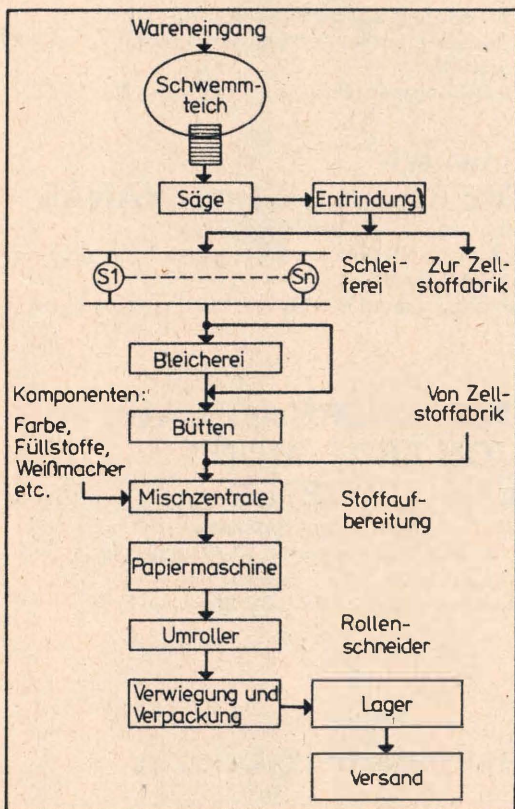 Wareneingang
Schwemm-
teich
Säge
Entrindung
S1
Sn
Schlei-
ferei
Zur Zell-
stoffabrik
Bleicherei
Komponenten:
Farbe,
Füllstoffe,
Weißmacher
etc.
Bütten
Von Zell-
stoffabrik
Mischzentrale
Stoffauf-
bereitung
Papiermaschine
Umroller
Rollen-
schneider
Verwiegung und
Verpackung
Lager
Versand